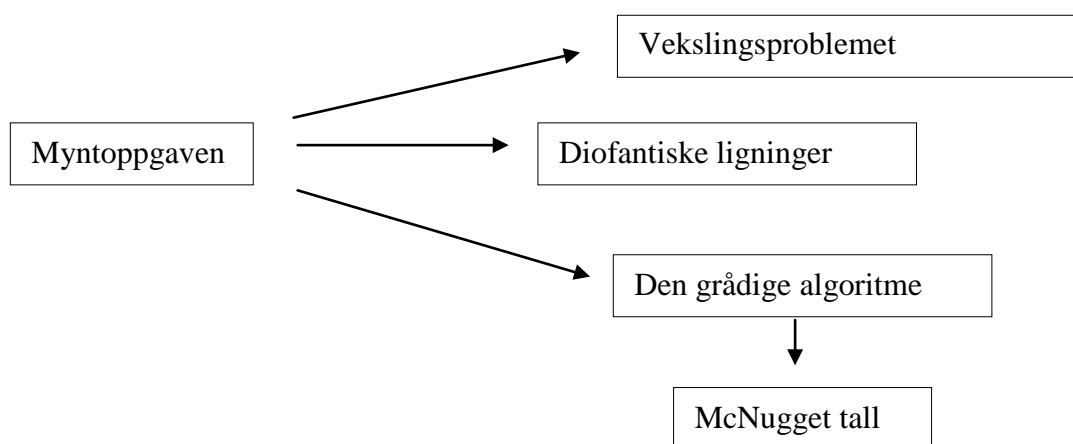 Vekslingsproblemet
Myntoppgaven
Diofantiske ligninger
Den grådige algoritme
McNugget tall